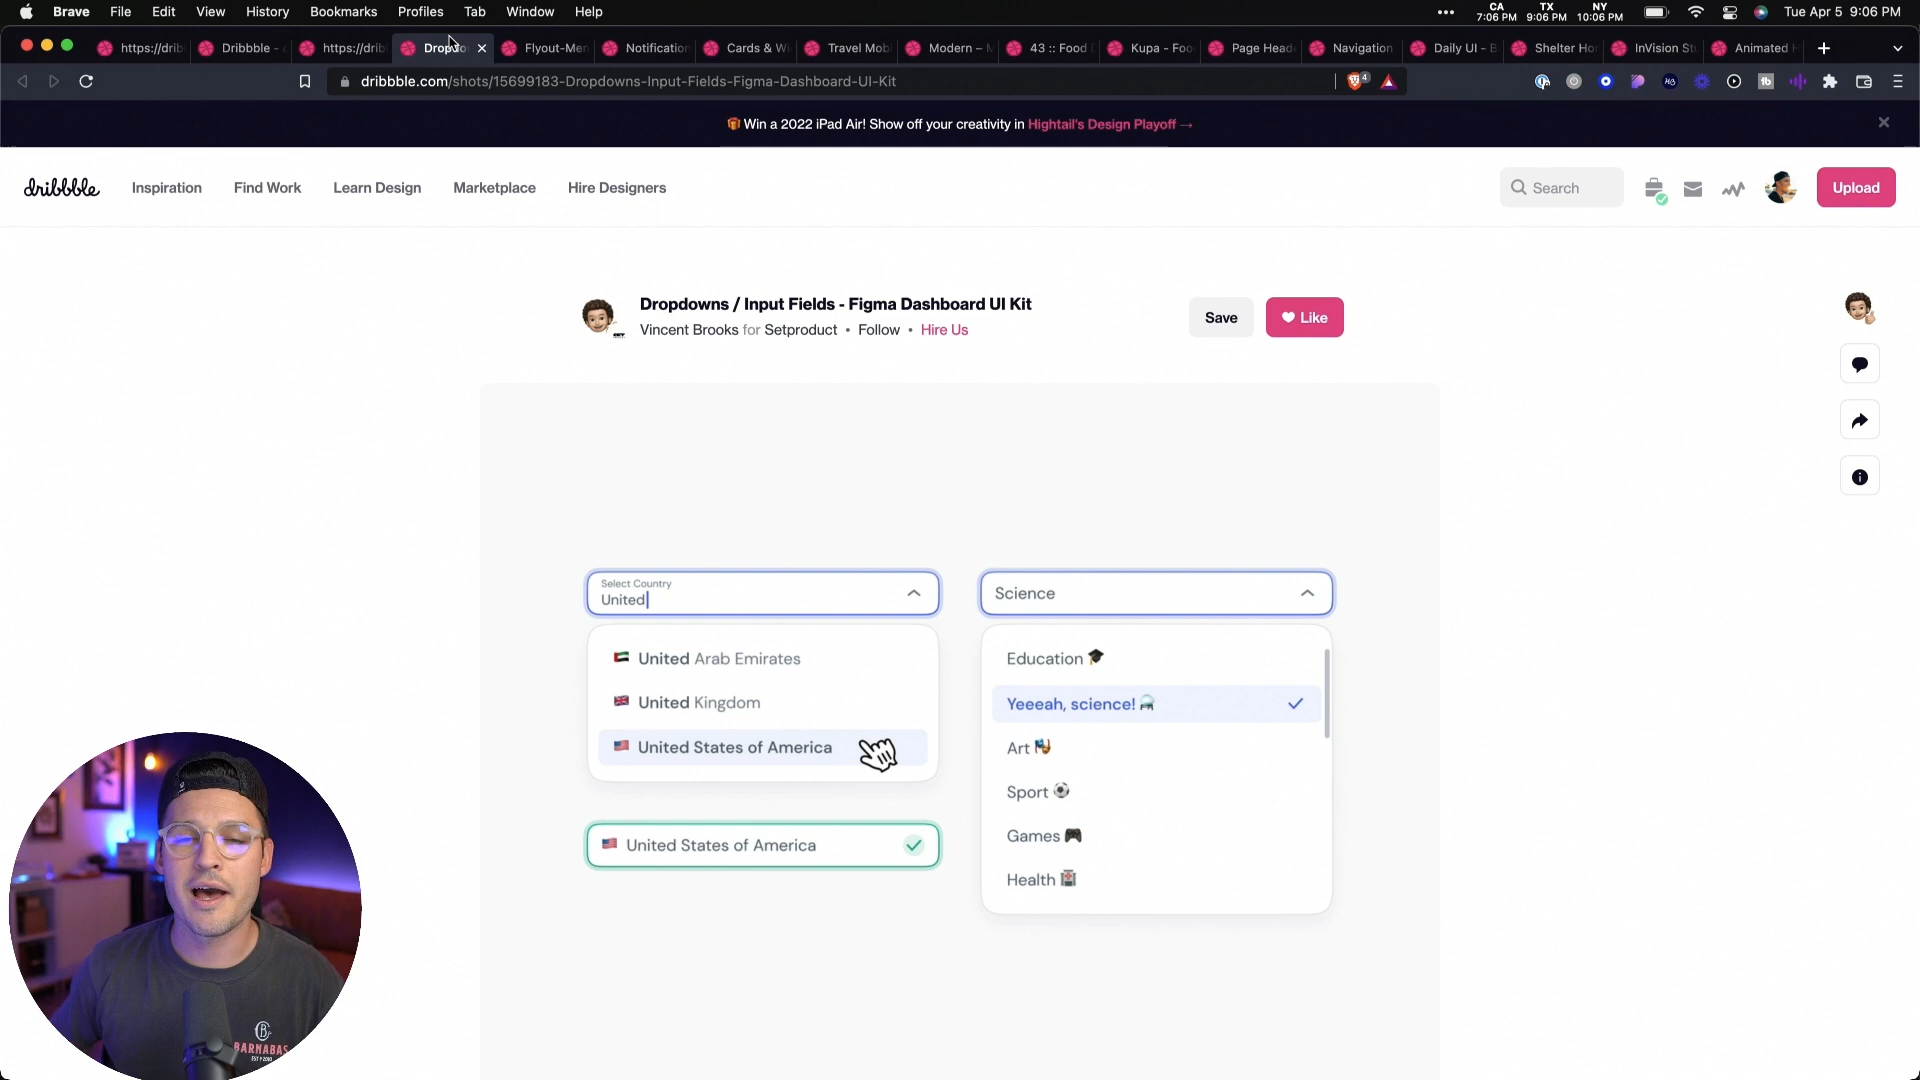 Brave File Edit View History Bookmarks Profiles Tab Window Help
CA 7:06 PM TX 9:06 PM NY 10:06 PM Tue Apr 5 9:06 PM
https://drib Dribbble - https://drib Dropdo Flyout-Men Notification Cards & Wi Travel Mobi Modern – 43 :: Food Kupa - Foo Page Head Navigation Daily UI - Shelter Ho InVision St Animated
dribbble.com/shots/15699183-Dropdowns-Input-Fields-Figma-Dashboard-UI-Kit
4
Win a 2022 iPad Air! Show off your creativity in Hightail's Design Playoff →
dribbble Inspiration Find Work Learn Design Marketplace Hire Designers Search Upload
Dropdowns / Input Fields - Figma Dashboard UI Kit
Vincent Brooks for Setproduct • Follow • Hire Us
Save Like
Select Country
United
United Arab Emirates
United Kingdom
United States of America
United States of America
Science
Education
Yeeeah, science!
Art
Sport
Games
Health
BARNABAS